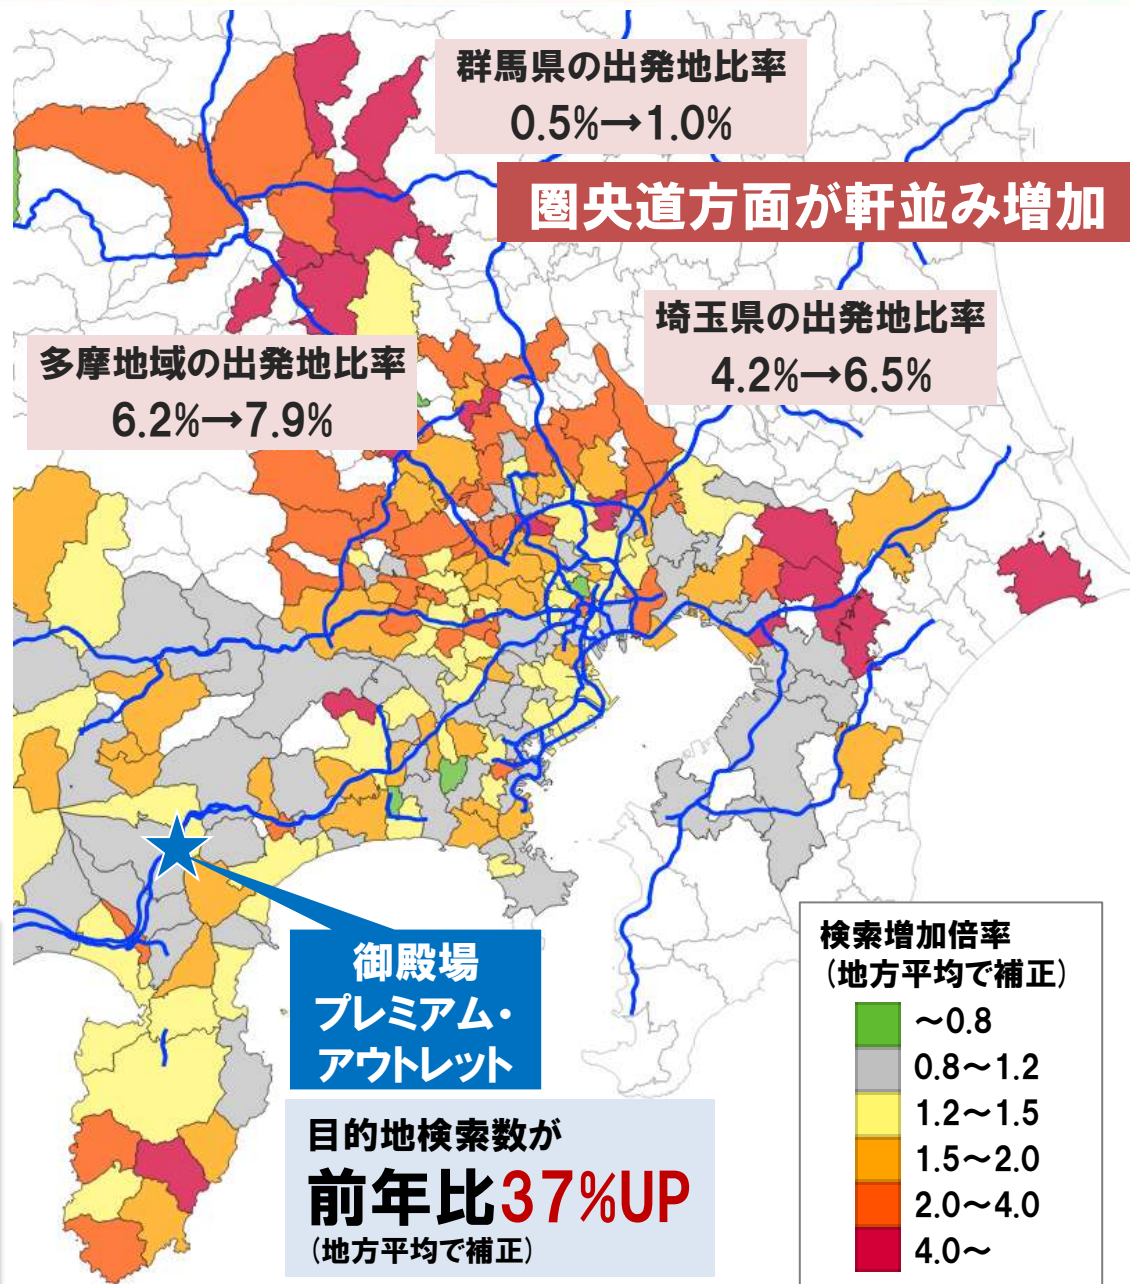 群馬県の出発地比率
0.5%→1.0%
圏央道方面が軒並み増加
埼玉県の出発地比率
4.2%→6.5%
多摩地域の出発地比率
6.2%→7.9%
御殿場
プレミアム・
アウトレット
目的地検索数が
前年比37%UP
(地方平均で補正)
検索増加倍率
(地方平均で補正)
～0.8
0.8～1.2
1.2～1.5
1.5～2.0
2.0～4.0
4.0～